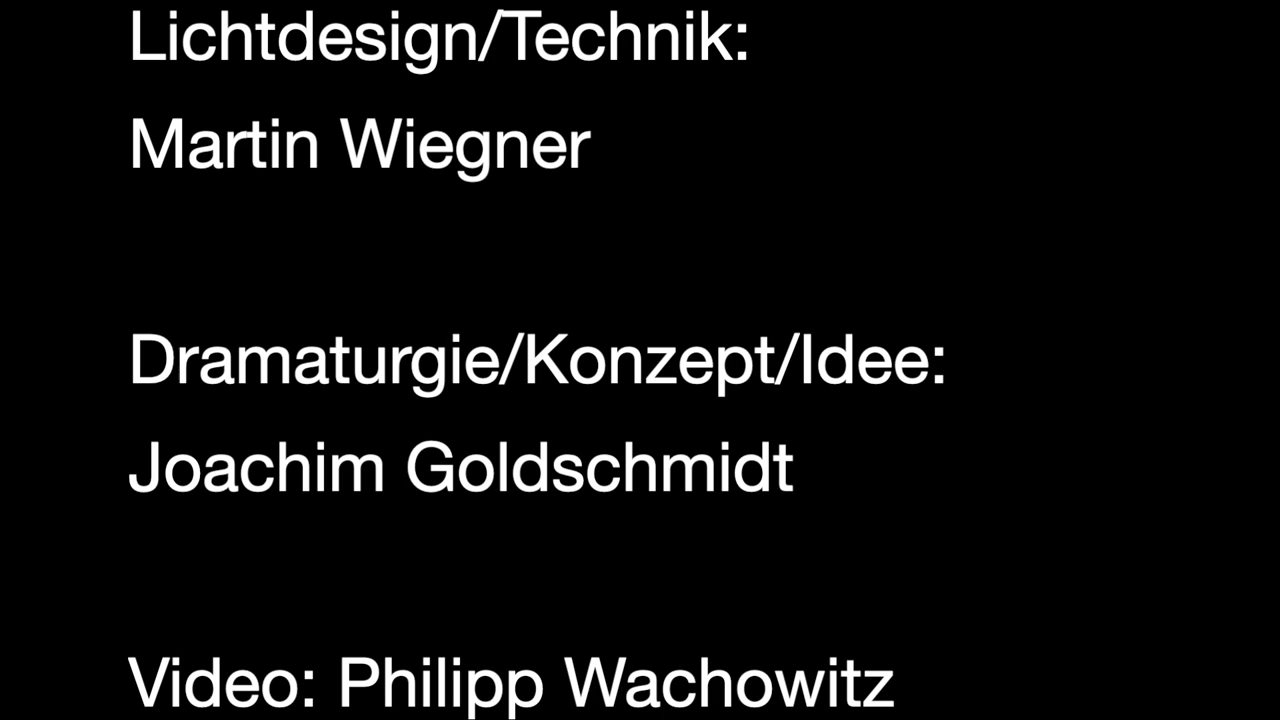 Lichtdesign/Technik:
Martin Wiegner
Dramaturgie/Konzept/Idee:
Joachim Goldschmidt
Video: Philipp Wachowitz